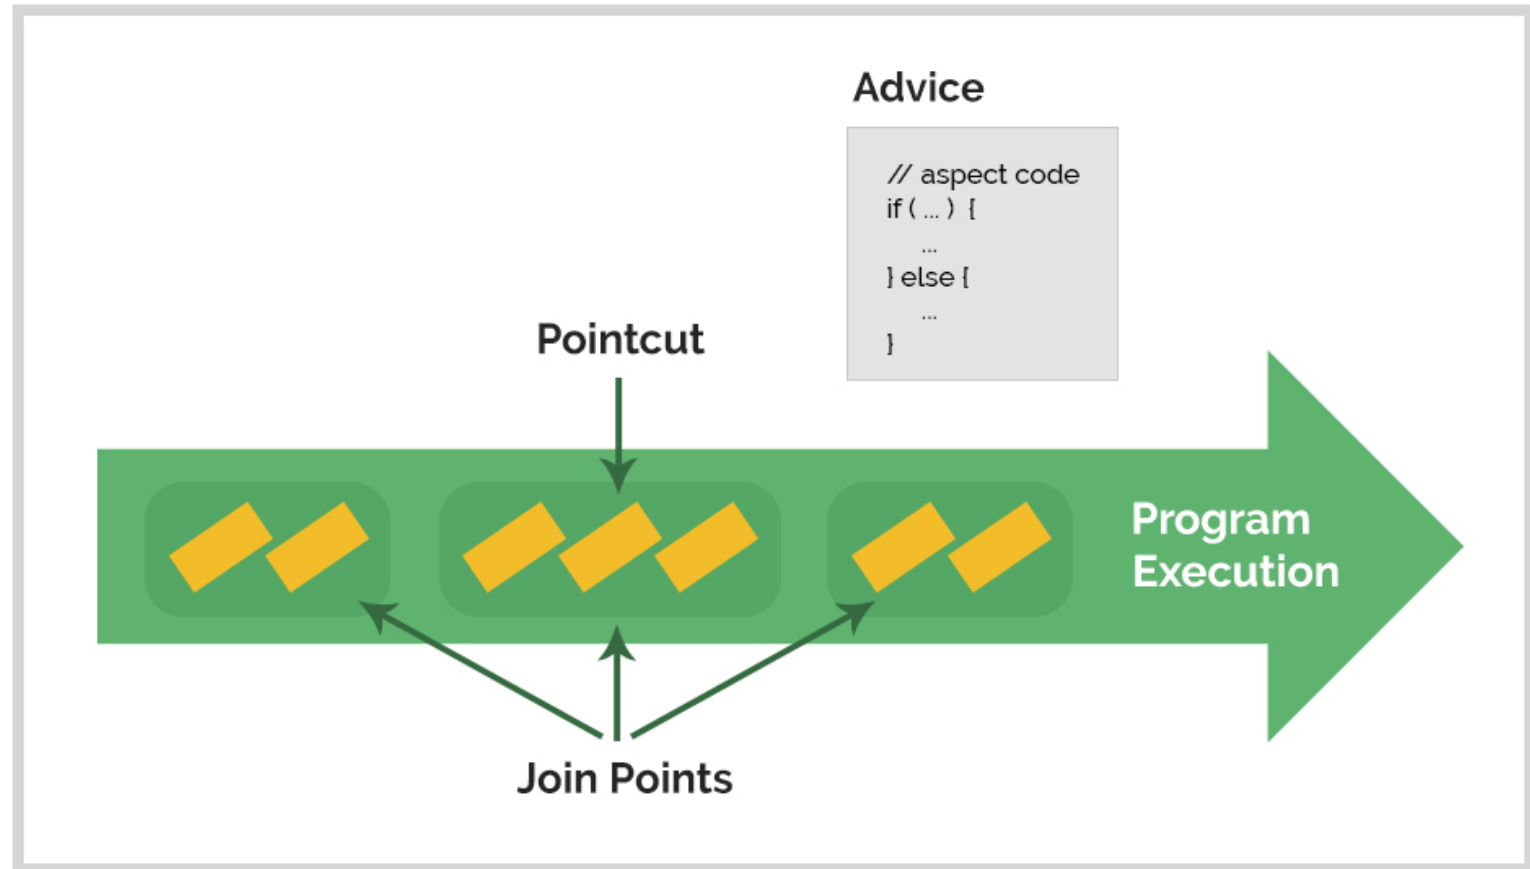 Advice
// aspect code
if ( ... ) {
...
} else {
...
}
Pointcut
Program
Execution
Join Points